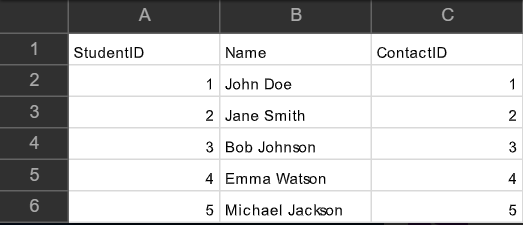 A B C
1 StudentID Name ContactID
2 1 John Doe 1
3 2 Jane Smith 2
4 3 Bob Johnson 3
5 4 Emma Watson 4
6 5 Michael Jackson 5